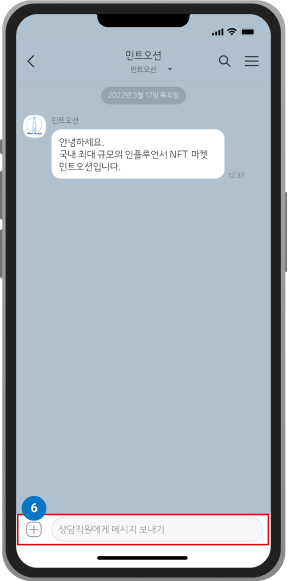 민트오션
민트오션
2022년 3월 17일 목요일
민트오션
안녕하세요.
국내 최대 규모의 인플루언서 NFT 마켓
민트오션입니다.
12:37
6
상담직원에게 메시지 보내기